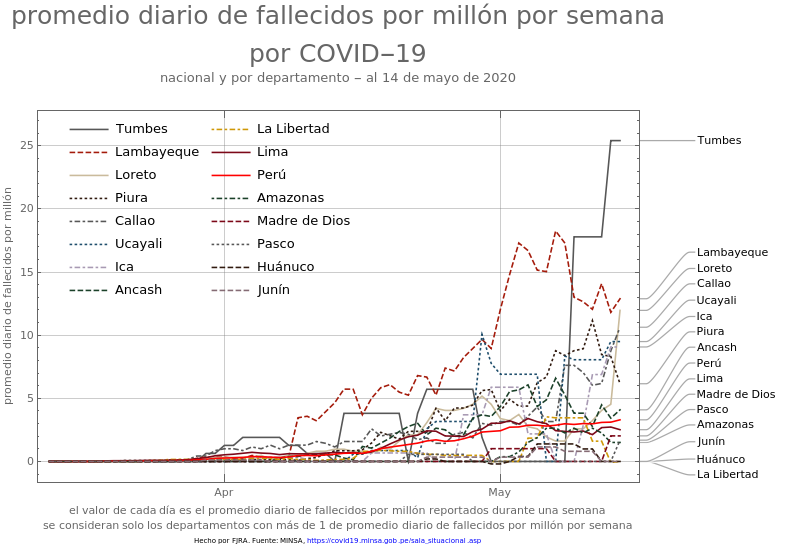 promedio diario de fallecidos por millón por semana
por COVID−19
nacional y por departamento − al 14 de mayo de 2020
promedio diario de fallecidos por millón
25
20
15
10
5
0
Apr
May
Tumbes
Lambayeque
Loreto
Piura
Callao
Ucayali
Ica
Ancash
La Libertad
Lima
Perú
Amazonas
Madre de Dios
Pasco
Huánuco
Junín
Tumbes
Lambayeque
Loreto
Callao
Ucayali
Ica
Piura
Ancash
Perú
Lima
Madre de Dios
Pasco
Amazonas
Junín
Huánuco
La Libertad
el valor de cada día es el promedio diario de fallecidos por millón reportados durante una semana
se consideran solo los departamentos con más de 1 de promedio diario de fallecidos por millón por semana
Hecho por FJRA. Fuente: MINSA, https://covid19.minsa.gob.pe/sala_situacional .asp